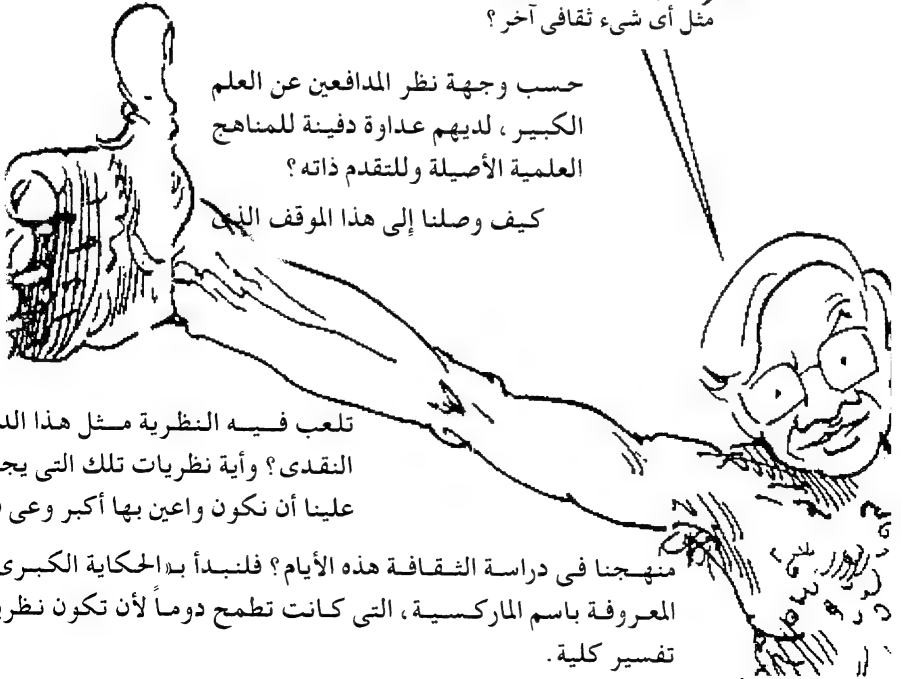 مثل أى شىء ثقافى آخر ؟
حسب وجهة نظر المدافعين عن العلم
الكبير ، لديهم عداوة دفينة للمناهج
العلمية الأصيلة وللتقدم ذاته ؟
كيف وصلنا إلى هذا الموقف الذى
تلعب فيه النظرية مثل هذا
النقدى ؟ وأية نظريات تلك التى
علينا أن نكون واعين بها أكبر وعى
منهجنا فى دراسة الثقافة هذه الأيام ؟ فلنبدأ بـ«الحكاية الكبرى
المعروفة باسم الماركسية ، التى كانت تطمح دوماً لأن تكون
تفسير كلية .